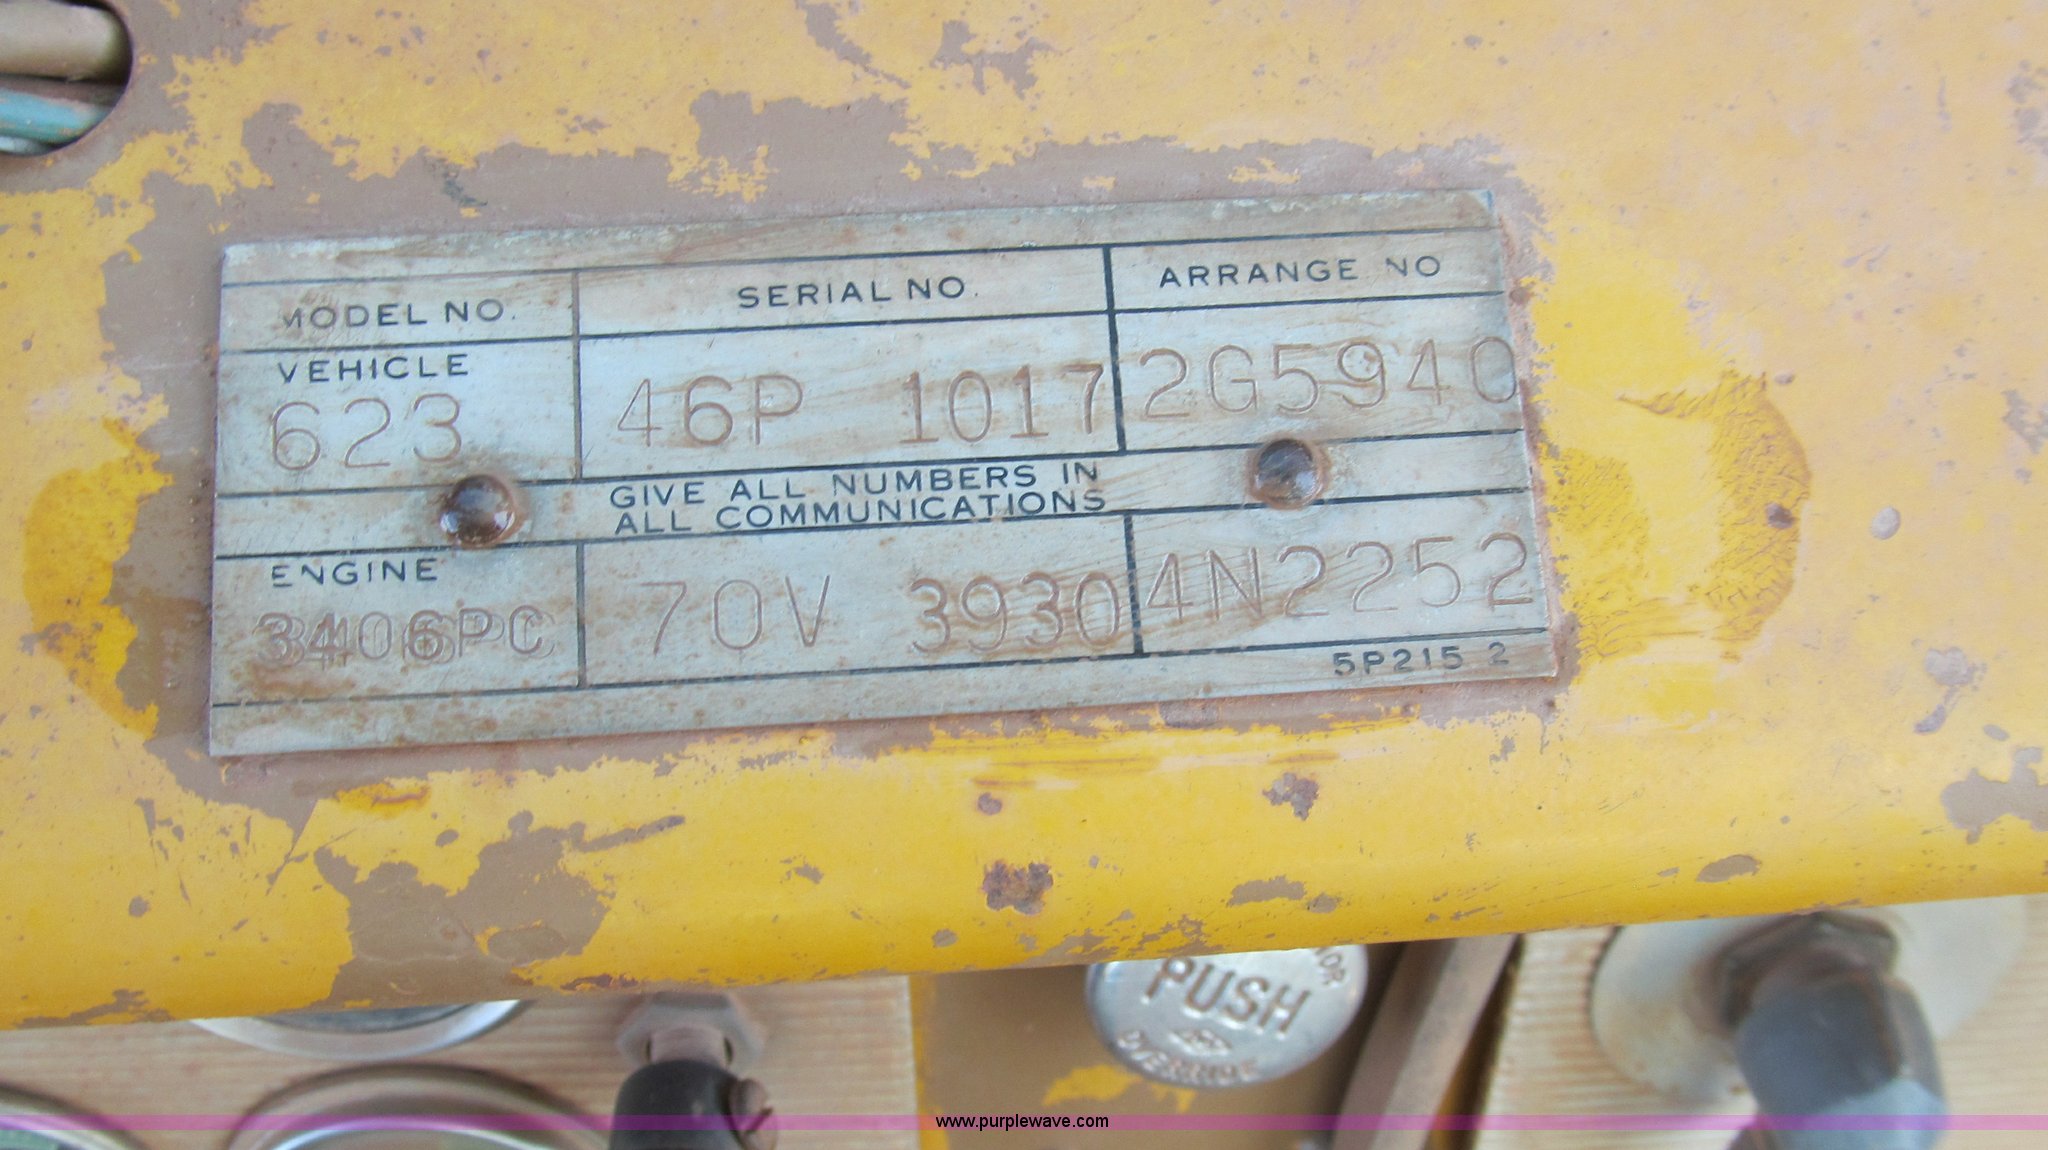 MODEL NO. SERIAL NO. ARRANGE NO
VEHICLE
623 46P 1017 2G5940
GIVE ALL NUMBERS IN
ALL COMMUNICATIONS
ENGINE
3406PC 70V 3930 4N2252
5P215 2
PUSH
OVERRIDE
www.purplewave.com